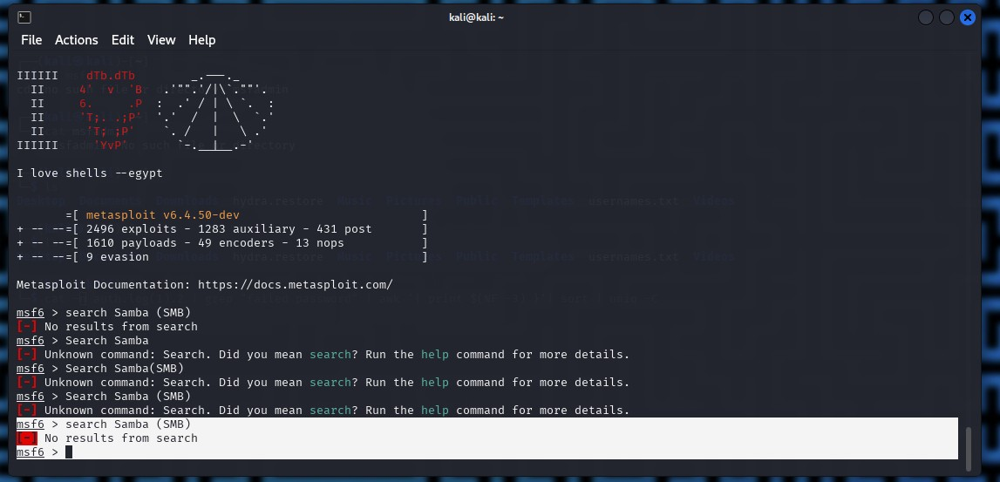 kali@kali: ~
File Actions Edit View Help
IIIIII    dTb.dTb        _.---._
  II     4'  v  'B   .'"".'/|\`.""'.
  II     6.     .P  :  .' / | \ `.  :
  II     'T;. .;P'  '.'  /  |  \  `.'
  II      'T; ;P'    `. /   |   \ .'
IIIIII     'YvP'       `-.__|__.-'
I love shells --egypt
=[ metasploit v6.4.50-dev ]
+ -- --=[ 2496 exploits - 1283 auxiliary - 431 post ]
+ -- --=[ 1610 payloads - 49 encoders - 13 nops ]
+ -- --=[ 9 evasion ]
Metasploit Documentation: https://docs.metasploit.com/
msf6 > search Samba (SMB)
[-] No results from search
msf6 > Search Samba
[-] Unknown command: Search. Did you mean search? Run the help command for more details.
msf6 > Search Samba(SMB)
[-] Unknown command: Search. Did you mean search? Run the help command for more details.
msf6 > Search Samba (SMB)
[-] Unknown command: Search. Did you mean search? Run the help command for more details.
msf6 > search Samba (SMB)
[-] No results from search
msf6 >